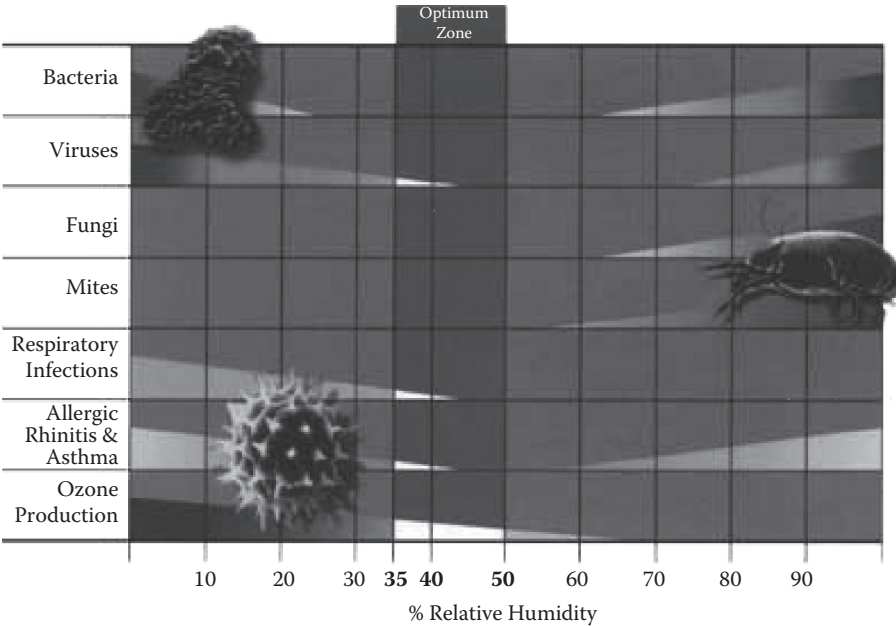 Optimum
Zone
Bacteria
Viruses
Fungi
Mites
Respiratory
Infections
Allergic
Rhinitis &
Asthma
Ozone
Production
10 20 30 35 40 50 60 70 80 90
% Relative Humidity